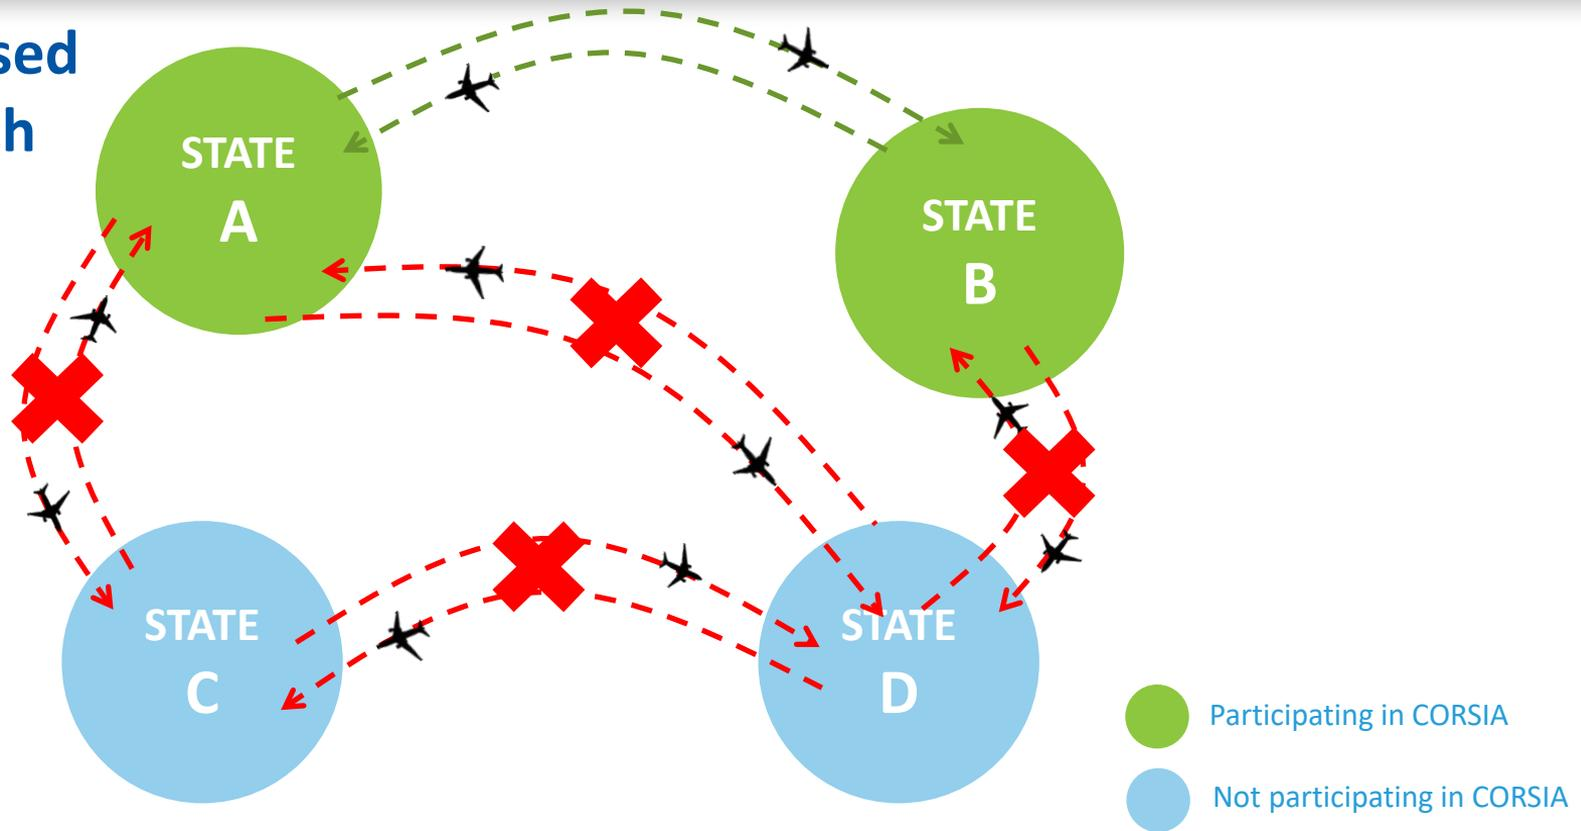 sed
h
STATE
A
STATE
B
STATE
C
STATE
D
Participating in CORSIA
Not participating in CORSIA